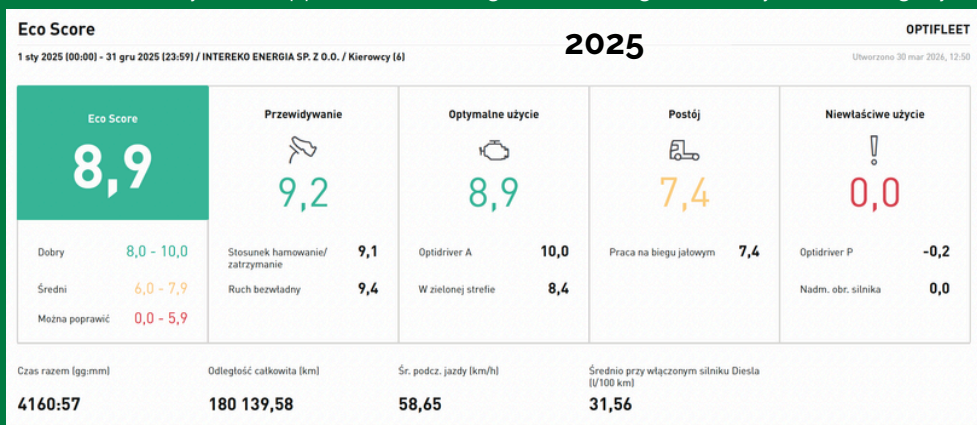 Eco Score
OPTIFLEET
2025
1 sty 2025 (00:00) - 31 gru 2025 (23:59) / INTEREKO ENERGIA SP. Z O.O. / Kierowcy (6)
Utworzono 30 mar 2026, 12:50
Eco Score
8,9
Dobry 8,0 - 10,0
Średni 6,0 - 7,9
Można poprawić 0,0 - 5,9
Przewidywanie
9,2
Stosunek hamowanie/
zatrzymanie 9,1
Ruch bezwładny 9,4
Optymalne użycie
8,9
Optidriver A 10,0
W zielonej strefie 8,4
Postój
7,4
Praca na biegu jałowym 7,4
Niewłaściwe użycie
0,0
Optidriver P -0,2
Nadm. obr. silnika 0,0
Czas razem (gg:mm)
4160:57
Odległość całkowita (km)
180 139,58
Śr. podcz. jazdy (km/h)
58,65
Średnio przy włączonym silniku Diesla
(l/100 km)
31,56